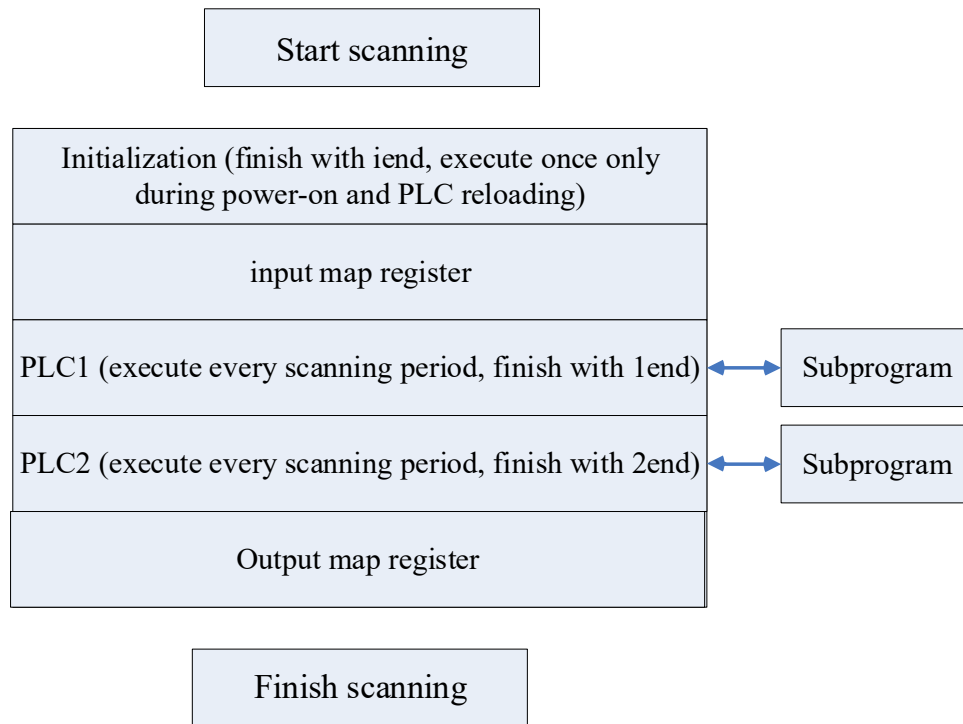 Start scanning
Initialization (finish with iend, execute once only
during power-on and PLC reloading)
input map register
PLC1 (execute every scanning period, finish with 1end)
Subprogram
PLC2 (execute every scanning period, finish with 2end)
Subprogram
Output map register
Finish scanning